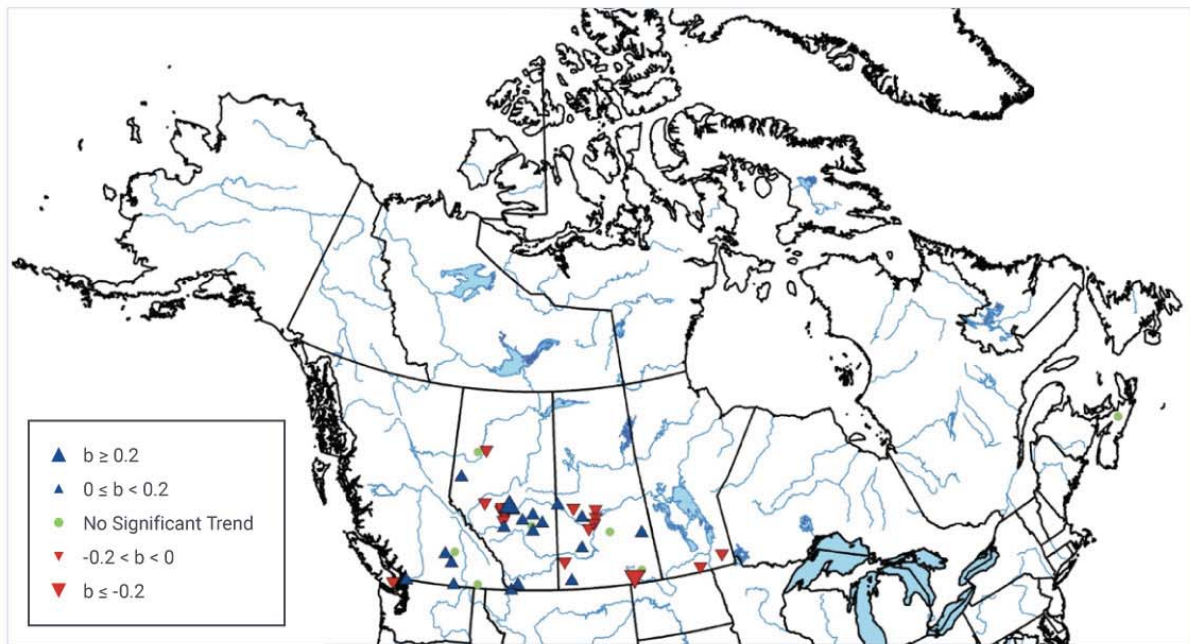 b ≥ 0.2
0 ≤ b < 0.2
No Significant Trend
-0.2 < b < 0
b ≤ -0.2